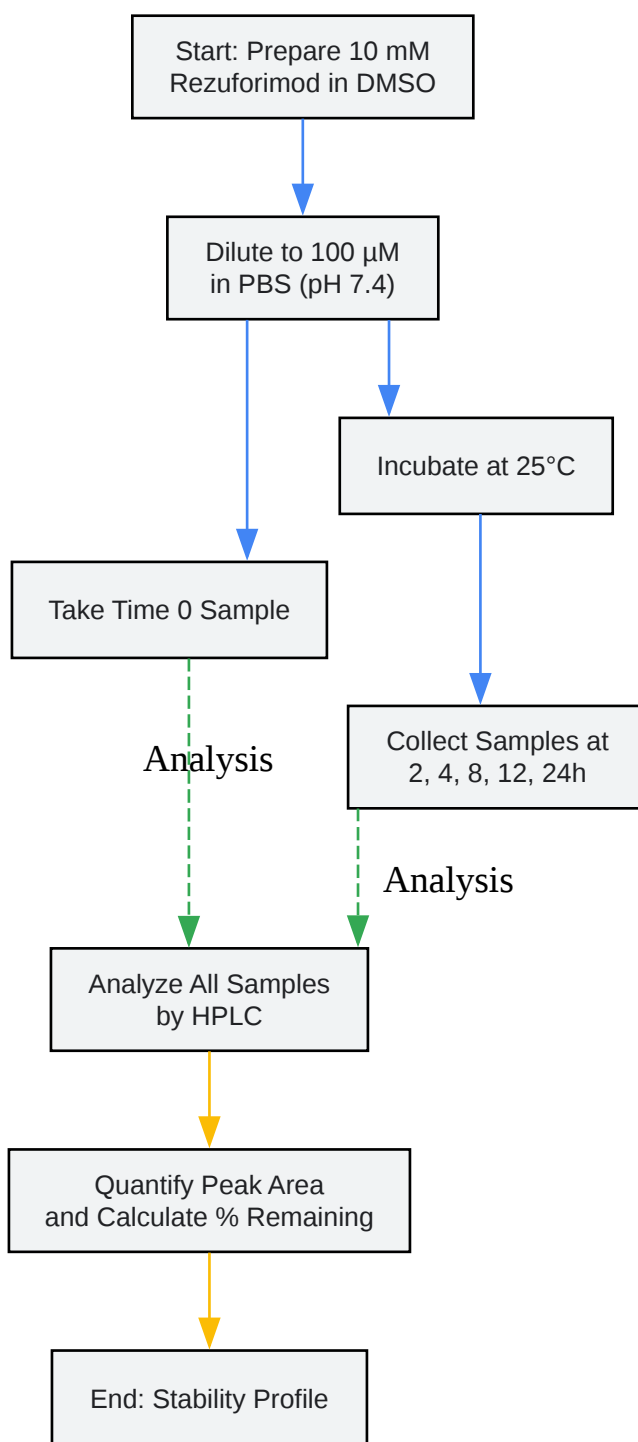 Start: Prepare 10 mM
Rezuforimod in DMSO
Dilute to 100 µM
in PBS (pH 7.4)
Incubate at 25°C
Take Time 0 Sample
Collect Samples at
2, 4, 8, 12, 24h
Analysis
Analysis
Analyze All Samples
by HPLC
Quantify Peak Area
and Calculate % Remaining
End: Stability Profile